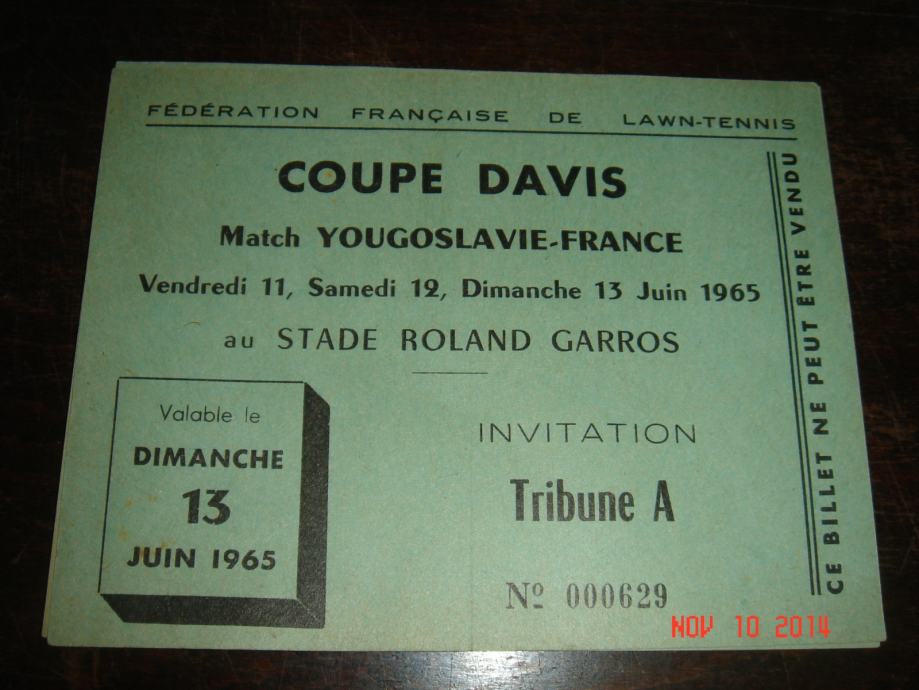 FÉDÉRATION FRANÇAISE DE LAWN-TENNIS
COUPE DAVIS
Match YOUGOSLAVIE-FRANCE
Vendredi 11, Samedi 12, Dimanche 13 Juin 1965
au STADE ROLAND GARROS
Valable le
DIMANCHE
13
JUIN 1965
INVITATION
Tribune A
Nº 000629
CE BILLET NE PEUT ÊTRE VENDU
NOV 10 2014